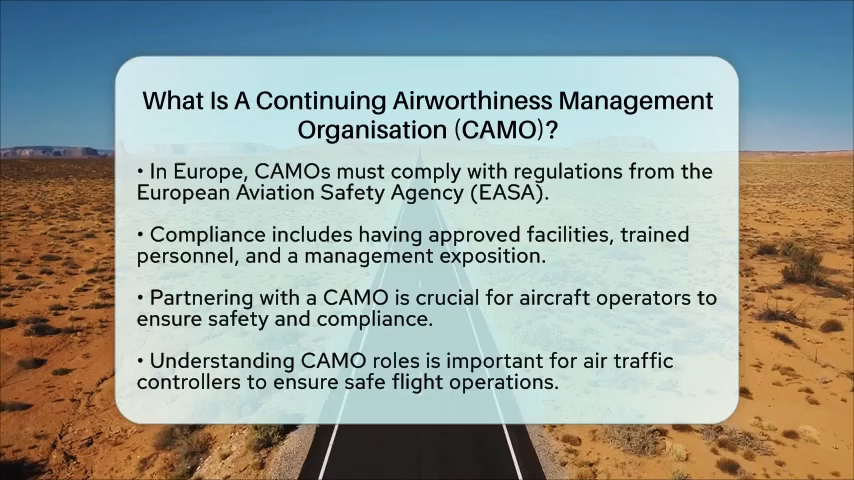 What Is A Continuing Airworthiness Management
Organisation (CAMO)?
• In Europe, CAMOs must comply with regulations from the
European Aviation Safety Agency (EASA).
• Compliance includes having approved facilities, trained
personnel, and a management exposition.
• Partnering with a CAMO is crucial for aircraft operators to
ensure safety and compliance.
• Understanding CAMO roles is important for air traffic
controllers to ensure safe flight operations.